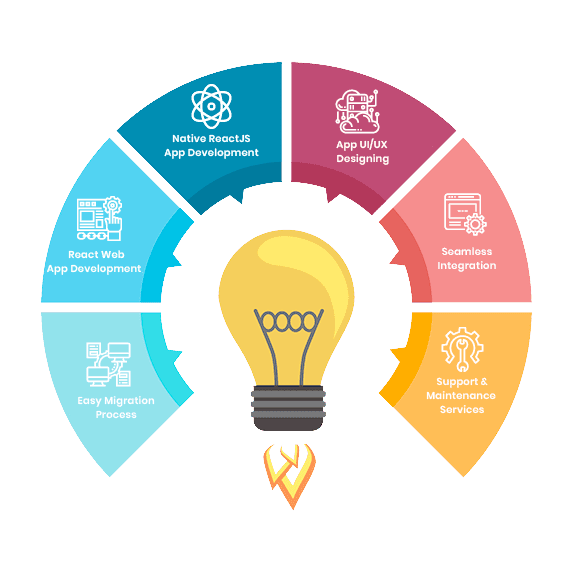 Native ReactJS
App Development
App UI/UX
Designing
React Web
App Development
Seamless
Integration
Easy Migration
Process
Support &
Maintenance
Services